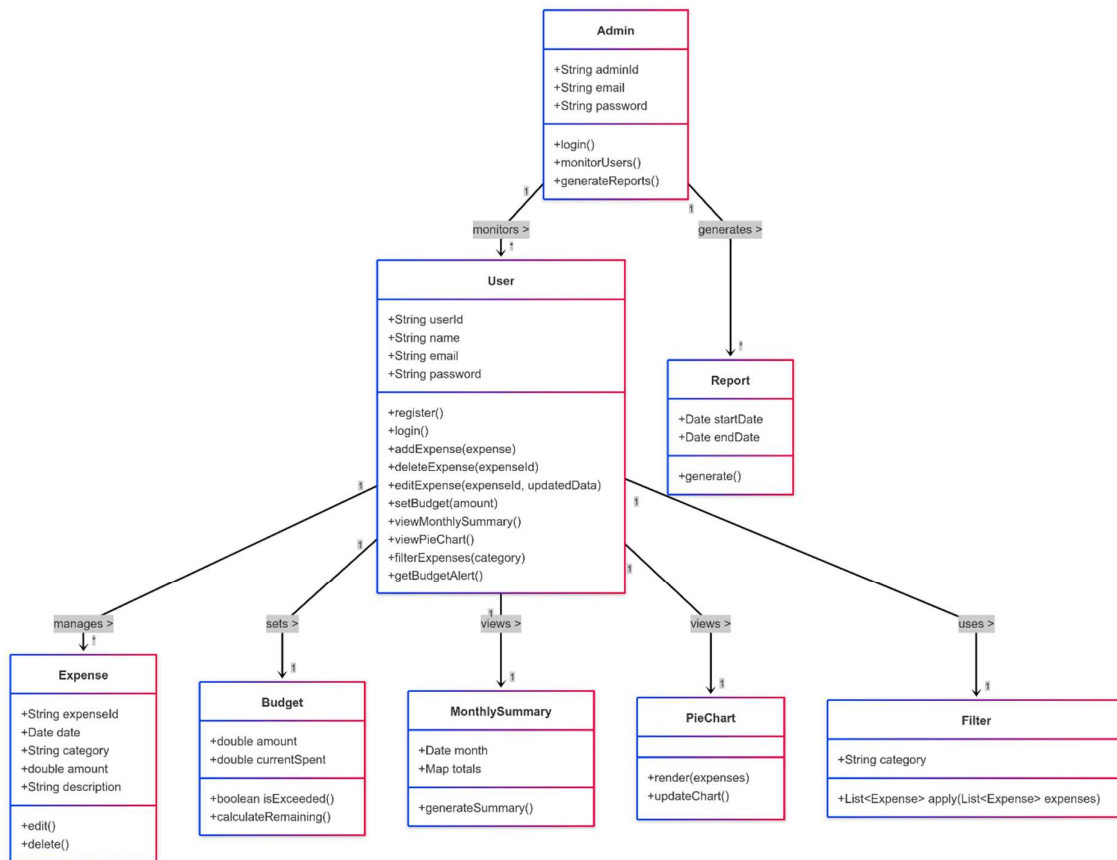 Admin
+String adminId
+String email
+String password
+login()
+monitorUsers()
+generateReports()
1
1
monitors >
generates >
*
User
+String userId
+String name
+String email
+String password
+register()
+login()
+addExpense(expense)
+deleteExpense(expenseId)
+editExpense(expenseId, updatedData)
+setBudget(amount)
+viewMonthlySummary()
+viewPieChart()
+filterExpenses(category)
+getBudgetAlert()
*
Report
+Date startDate
+Date endDate
+generate()
1
1
1
1
1
manages >
sets >
views >
views >
uses >
*
1
1
1
1
Expense
+String expenseId
+Date date
+String category
+double amount
+String description
+edit()
+delete()
Budget
+double amount
+double currentSpent
+boolean isExceeded()
+calculateRemaining()
MonthlySummary
+Date month
+Map totals
+generateSummary()
PieChart
+render(expenses)
+updateChart()
Filter
+String category
+List<Expense> apply(List<Expense> expenses)